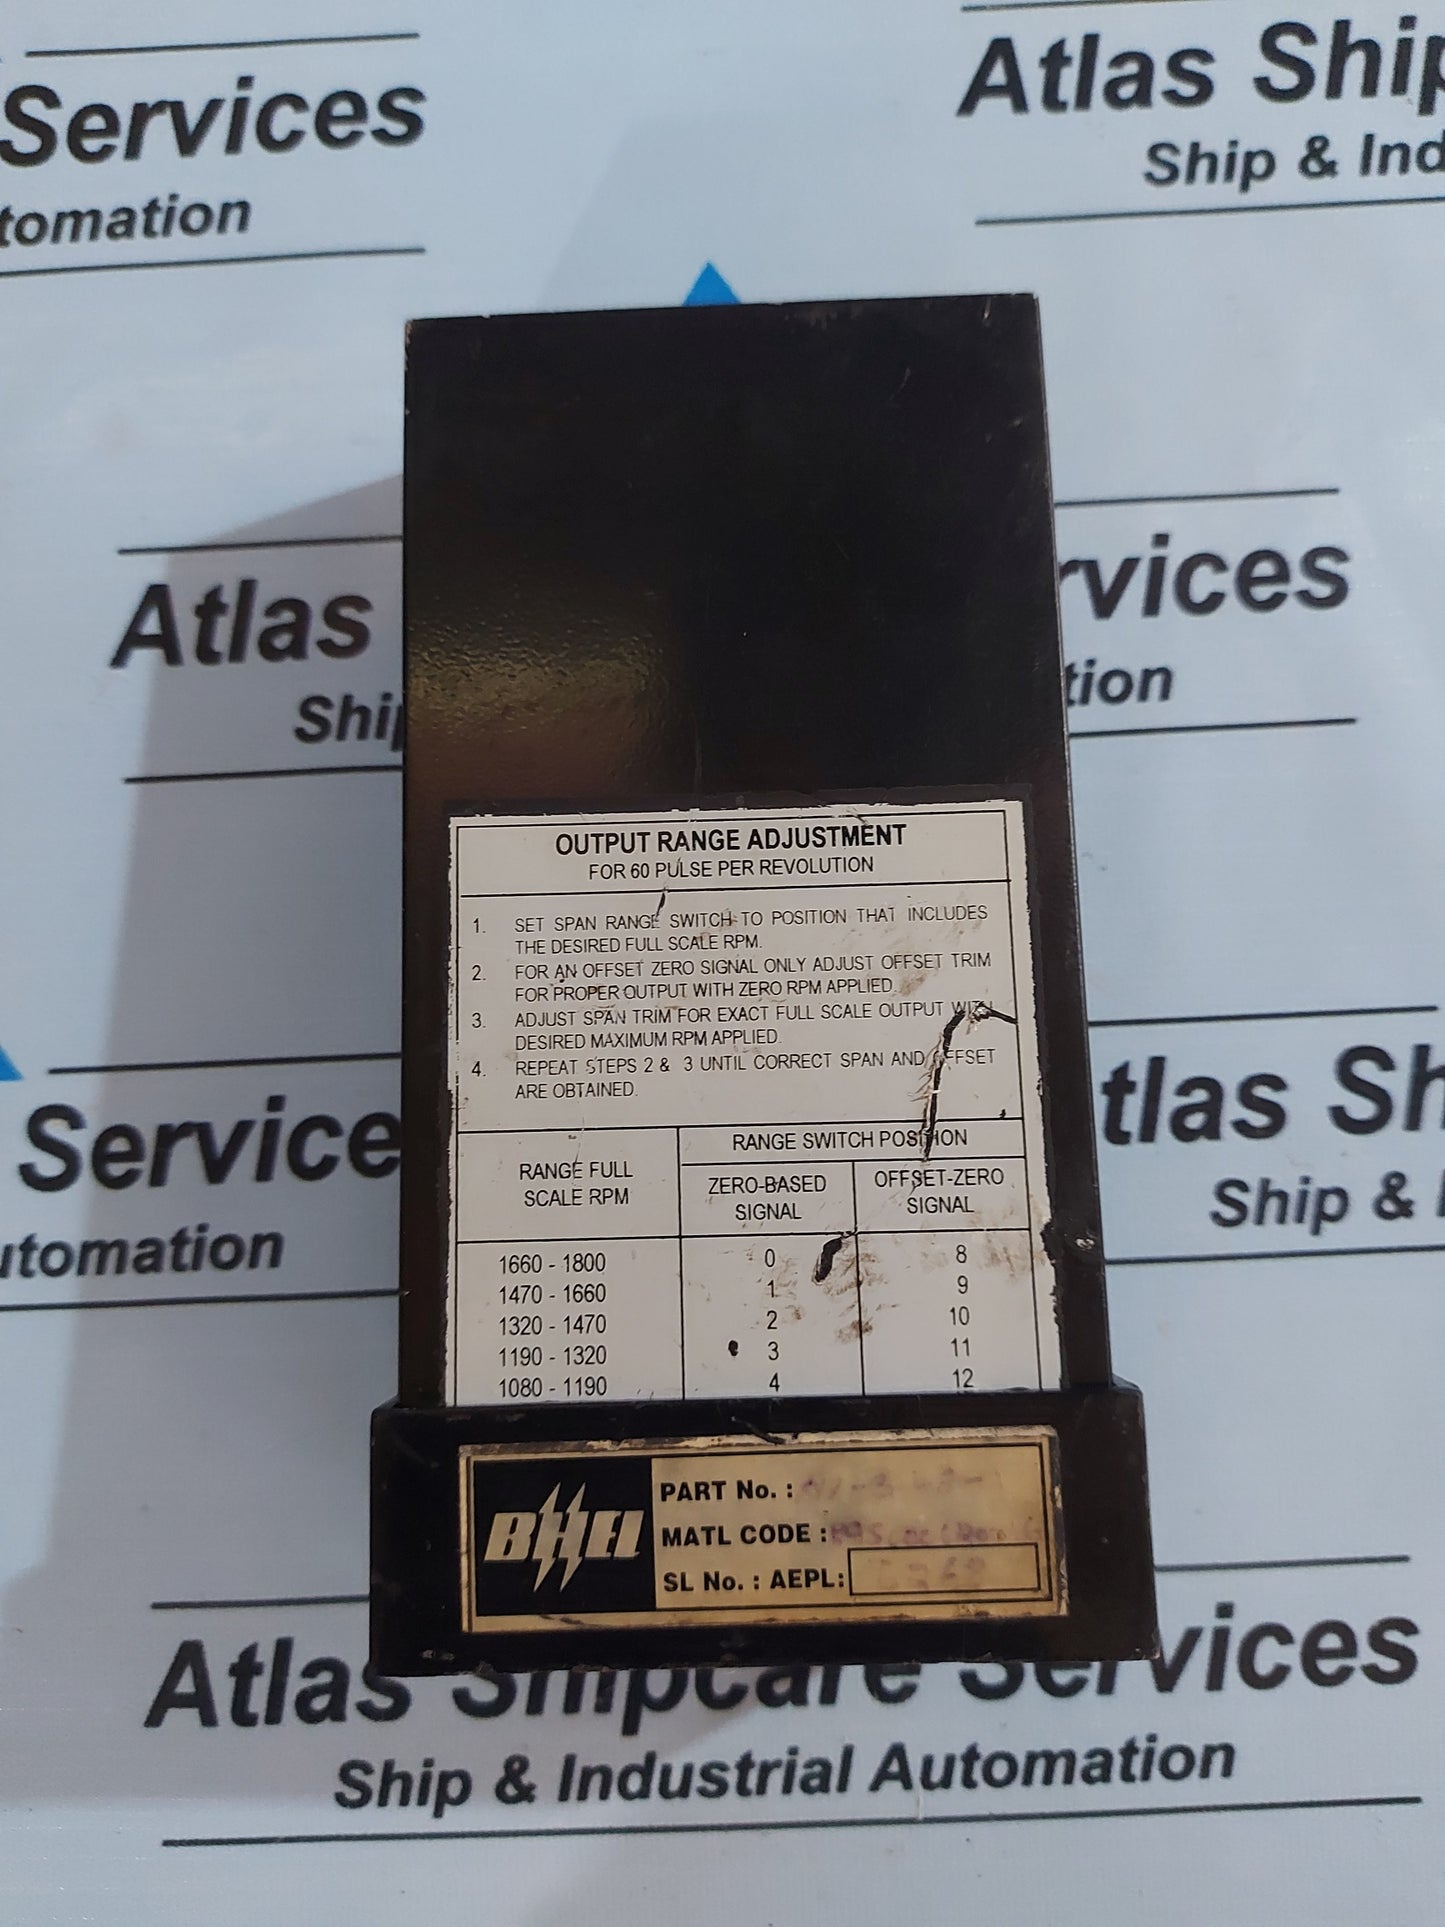 Services
tomation
Atlas Ship
Ship & Ind
Atlas
Ship
rvices
tion
OUTPUT RANGE ADJUSTMENT
FOR 60 PULSE PER REVOLUTION
1. SET SPAN RANGE SWITCH TO POSITION THAT INCLUDES
THE DESIRED FULL SCALE RPM.
2. FOR AN OFFSET ZERO SIGNAL ONLY ADJUST OFFSET TRIM
FOR PROPER OUTPUT WITH ZERO RPM APPLIED.
3. ADJUST SPAN TRIM FOR EXACT FULL SCALE OUTPUT WITH
DESIRED MAXIMUM RPM APPLIED.
4. REPEAT STEPS 2 & 3 UNTIL CORRECT SPAN AND OFFSET
ARE OBTAINED.
RANGE FULL
SCALE RPM
RANGE SWITCH POSITION
ZERO-BASED
SIGNAL
OFFSET-ZERO
SIGNAL
1660 - 1800 0 8
1470 - 1660 1 9
1320 - 1470 2 10
1190 - 1320 3 11
1080 - 1190 4 12
Service
utomation
tlas Sh
Ship &
BHEL
PART No. :
MATL CODE :
SL No. : AEPL:
Atlas Shipcare Services
Ship & Industrial Automation